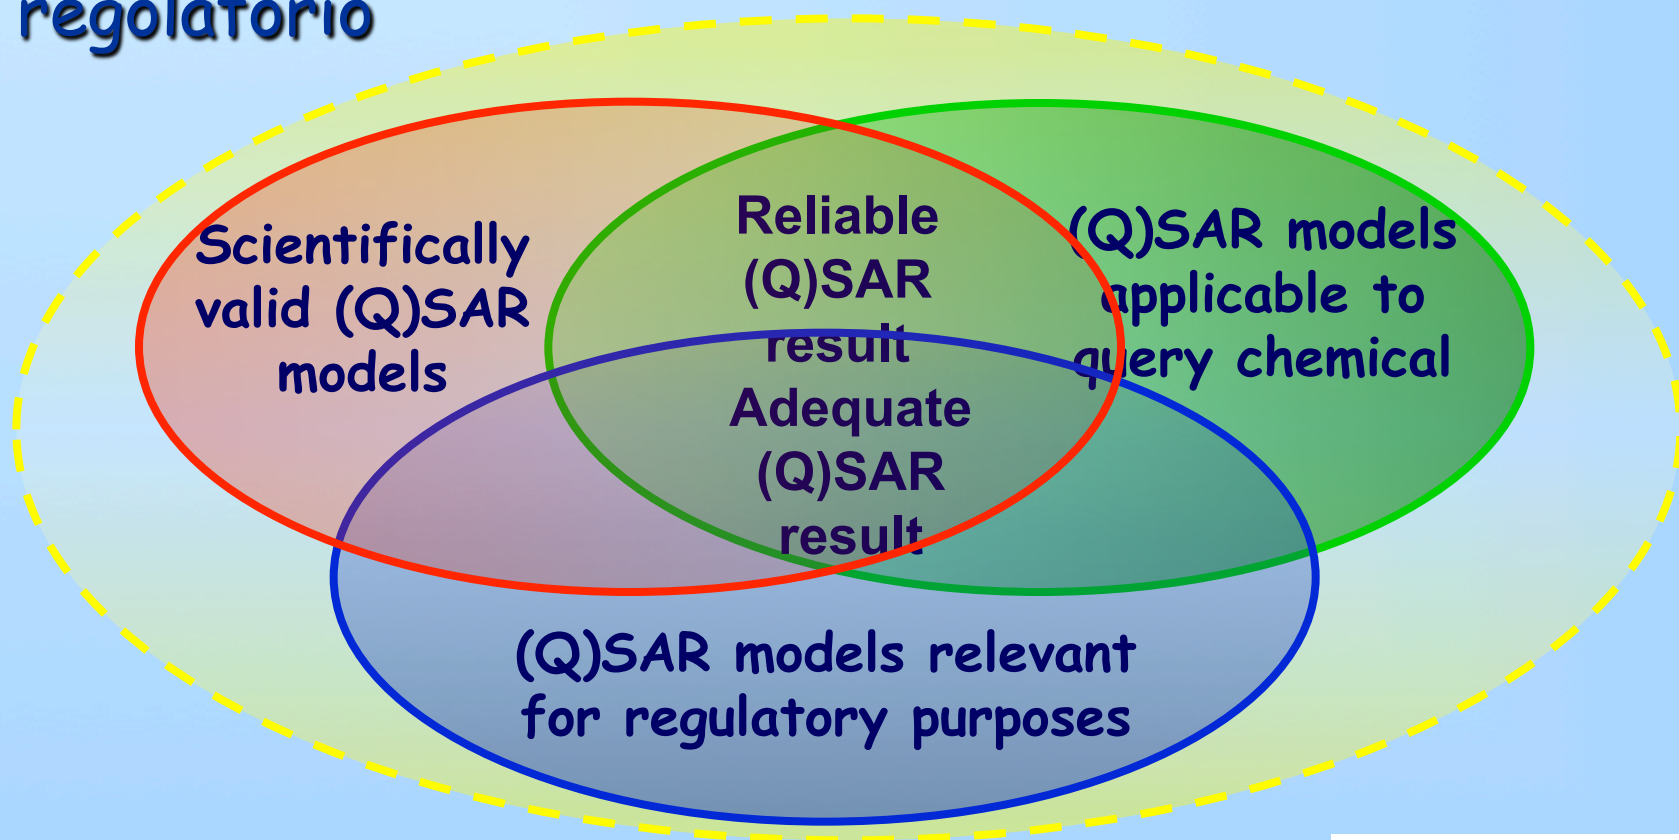 regolatorio
Scientifically
valid (Q)SAR
models
Reliable
(Q)SAR
result
Adequate
(Q)SAR
result
(Q)SAR models
applicable to
query chemical
(Q)SAR models relevant
for regulatory purposes